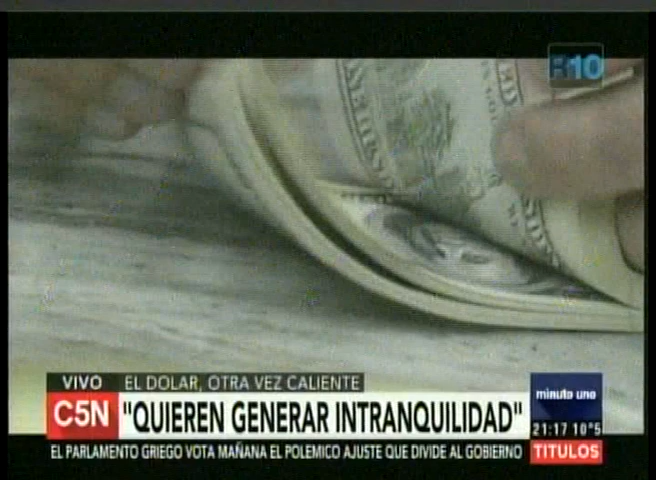 R10
VIVO EL DOLAR, OTRA VEZ CALIENTE
C5N "QUIEREN GENERAR INTRANQUILIDAD"
minuto uno
21:17 10°5
EL PARLAMENTO GRIEGO VOTA MAÑANA EL POLEMICO AJUSTE QUE DIVIDE AL GOBIERNO
TITULOS